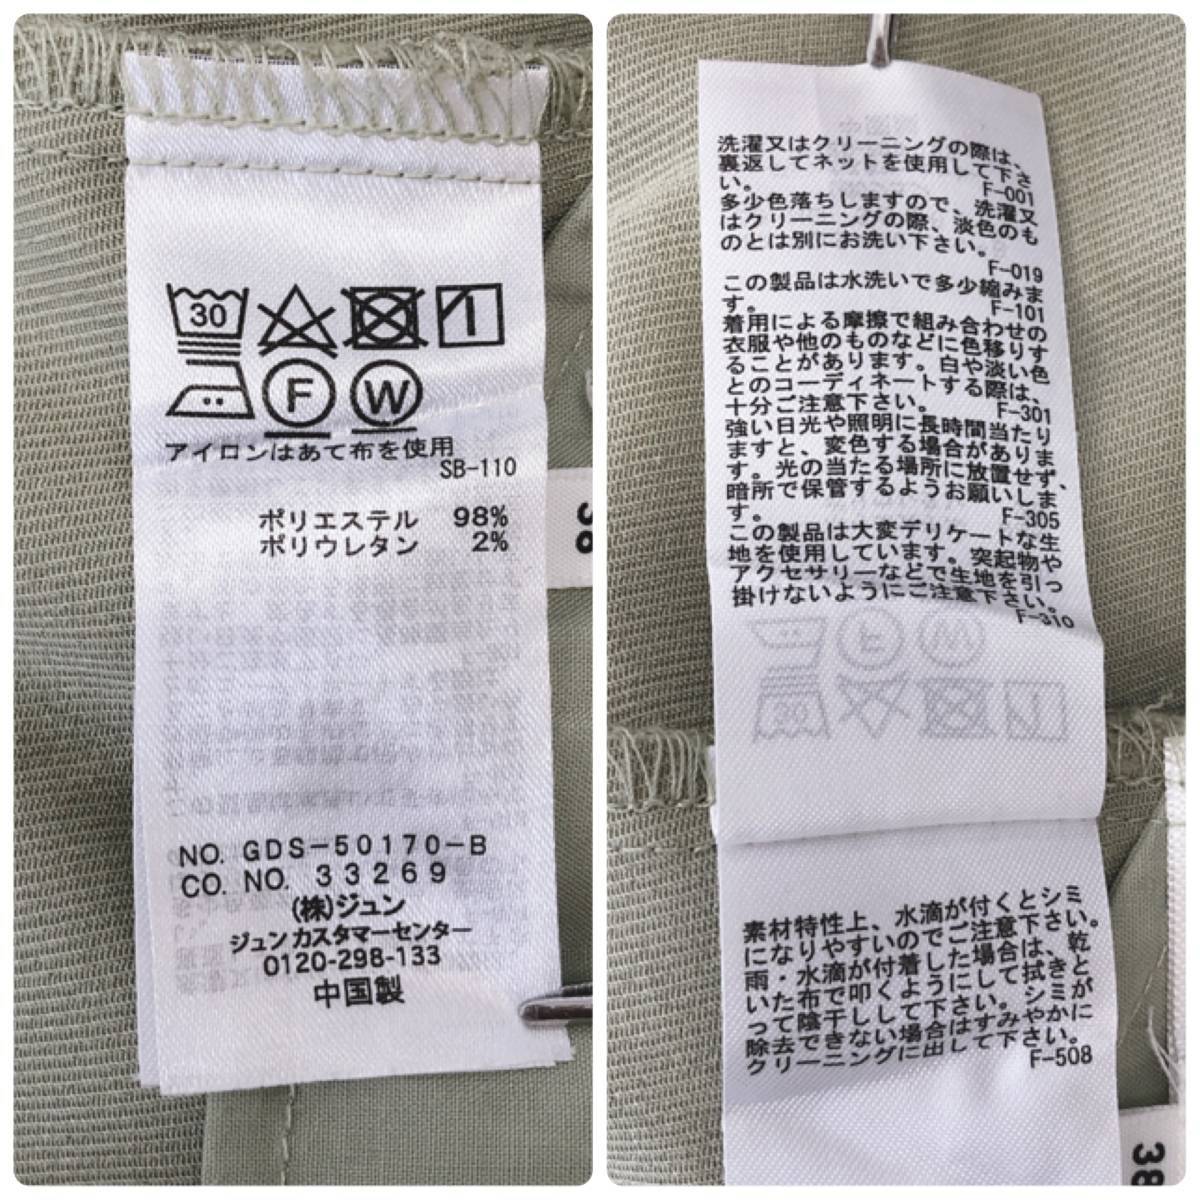 30
F W
アイロンはあて布を使用
SB-110
ポリエステル 98%
ポリウレタン 2%
NO. GDS-50170-B
CO. NO. 33269
(株)ジュン
ジュン カスタマーセンター
0120-298-133
中国製
洗濯又はクリーニングの際は、
裏返してネットを使用して下さ
い。
F-001
多少色落ちしますので、洗濯又
はクリーニングの際、淡色のも
のとは別にお洗い下さい。
F-019
この製品は水洗いで多少縮みま
す。
F-101
着用による摩擦で組み合わせの
衣服や他のものなどに色移りす
ることがあります。白や淡い色
とのコーディネートする際は、
十分ご注意下さい。
F-301
強い日光や照明に長時間当たり
ますと、変色する場合がありま
す。光の当たる場所に放置せず、
暗所で保管するようお願いしま
す。
F-305
この製品は大変デリケートな生
地を使用しています。突起物や
アクセサリーなどで生地を引っ
掛けないようにご注意下さい。
F-310
素材特性上、水滴が付くとシミ
になりやすいのでご注意下さい。
雨・水滴が付着した場合は、乾
いた布で叩くようにして拭きと
って陰干しして下さい。シミが
除去できない場合はすみやかに
クリーニングに出して下さい。
F-508
38